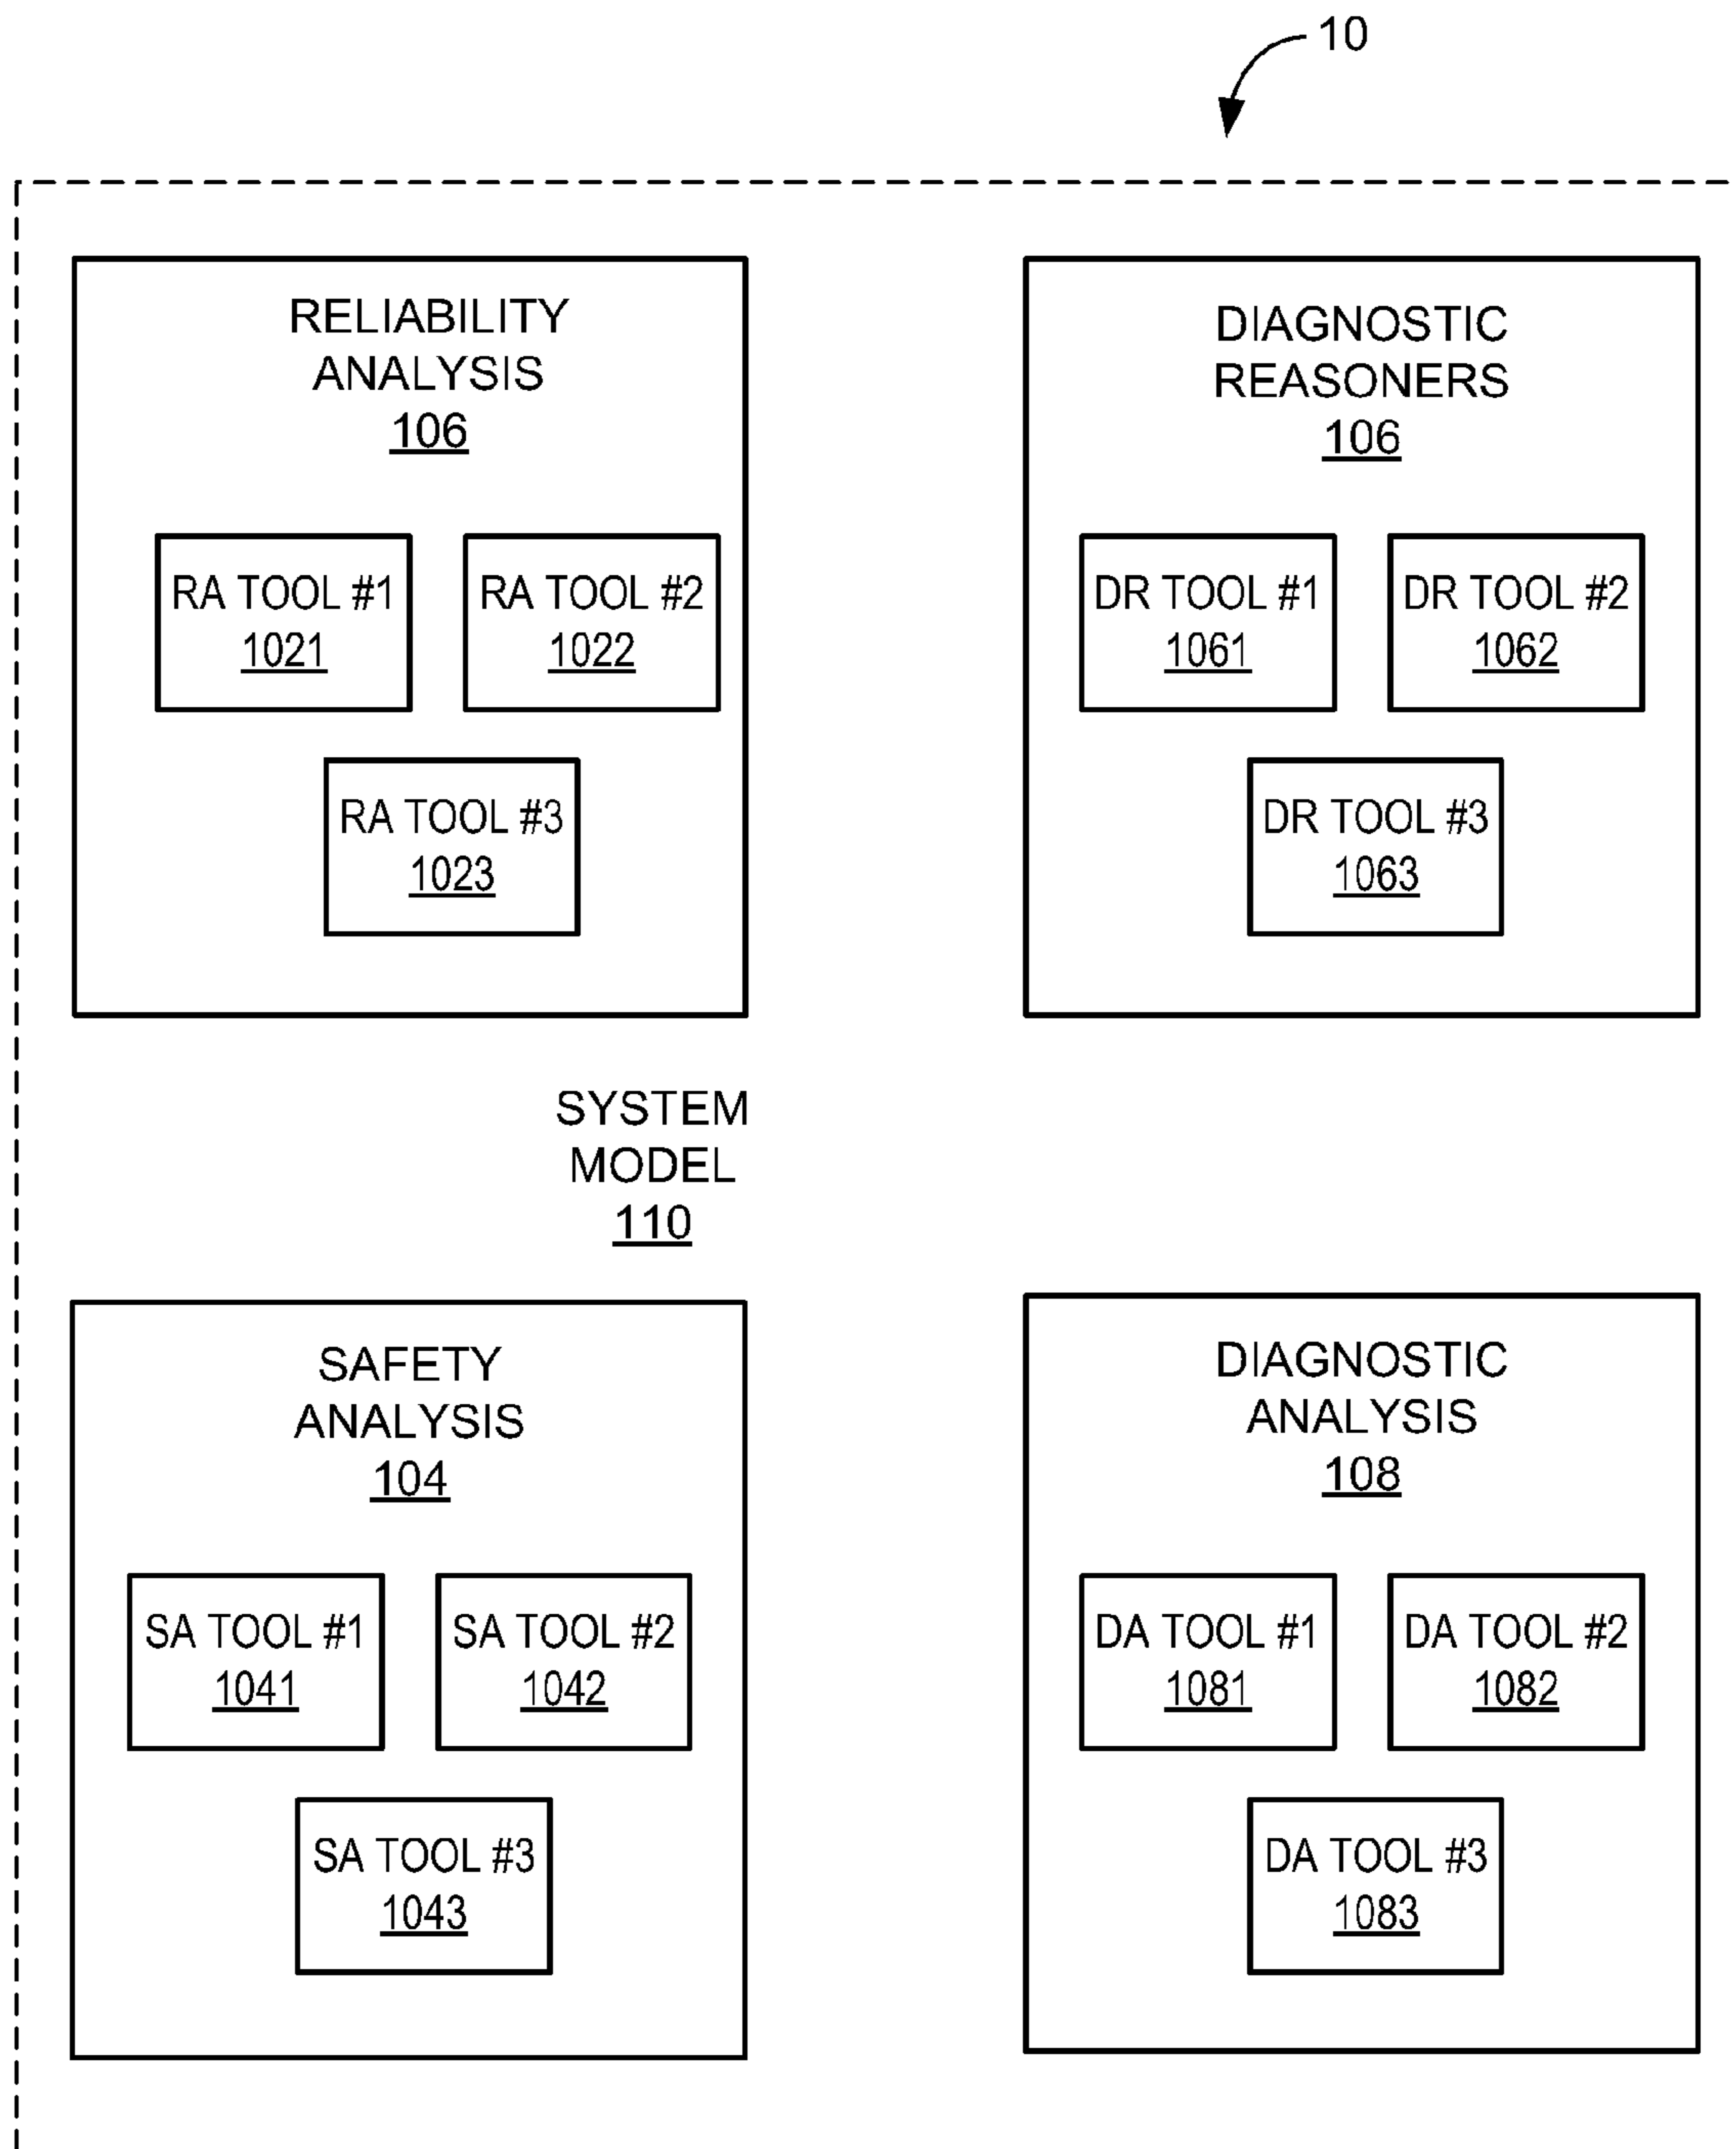 10
RELIABILITY
ANALYSIS
106
RA TOOL #1
1021
RA TOOL #2
1022
RA TOOL #3
1023
DIAGNOSTIC
REASONERS
106
DR TOOL #1
1061
DR TOOL #2
1062
DR TOOL #3
1063
SYSTEM
MODEL
110
SAFETY
ANALYSIS
104
SA TOOL #1
1041
SA TOOL #2
1042
SA TOOL #3
1043
DIAGNOSTIC
ANALYSIS
108
DA TOOL #1
1081
DA TOOL #2
1082
DA TOOL #3
1083